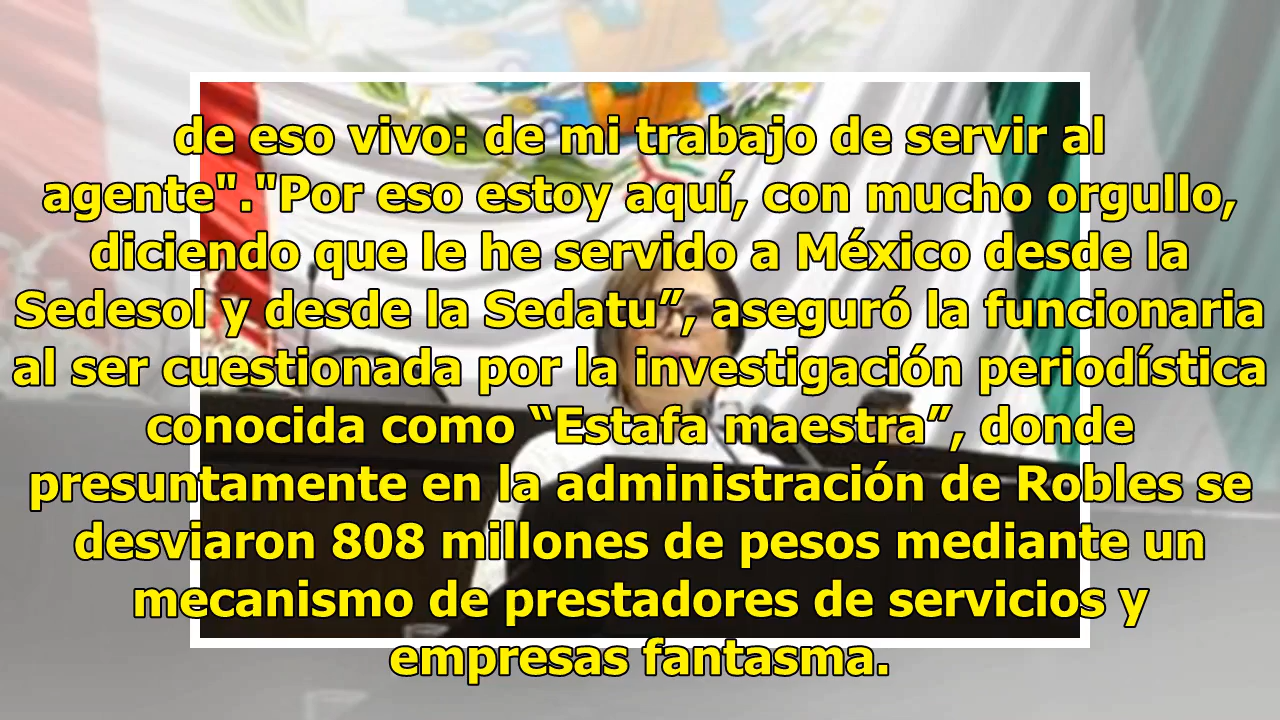 de eso vivo: de mi trabajo de servir al
agente"."Por eso estoy aquí, con mucho orgullo,
diciendo que le he servido a México desde la
Sedesol y desde la Sedatu”, aseguró la funcionaria
al ser cuestionada por la investigación periodística
conocida como “Estafa maestra”, donde
presuntamente en la administración de Robles se
desviaron 808 millones de pesos mediante un
mecanismo de prestadores de servicios y
empresas fantasma.